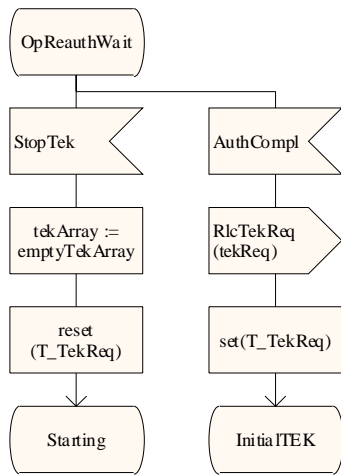 OpReauthWait
StopTek
AuthCompl
tekArray :=
emptyTekArray
RlcTekReq
(tekReq)
reset
(T_TekReq)
set(T_TekReq)
Starting
InitialTEK